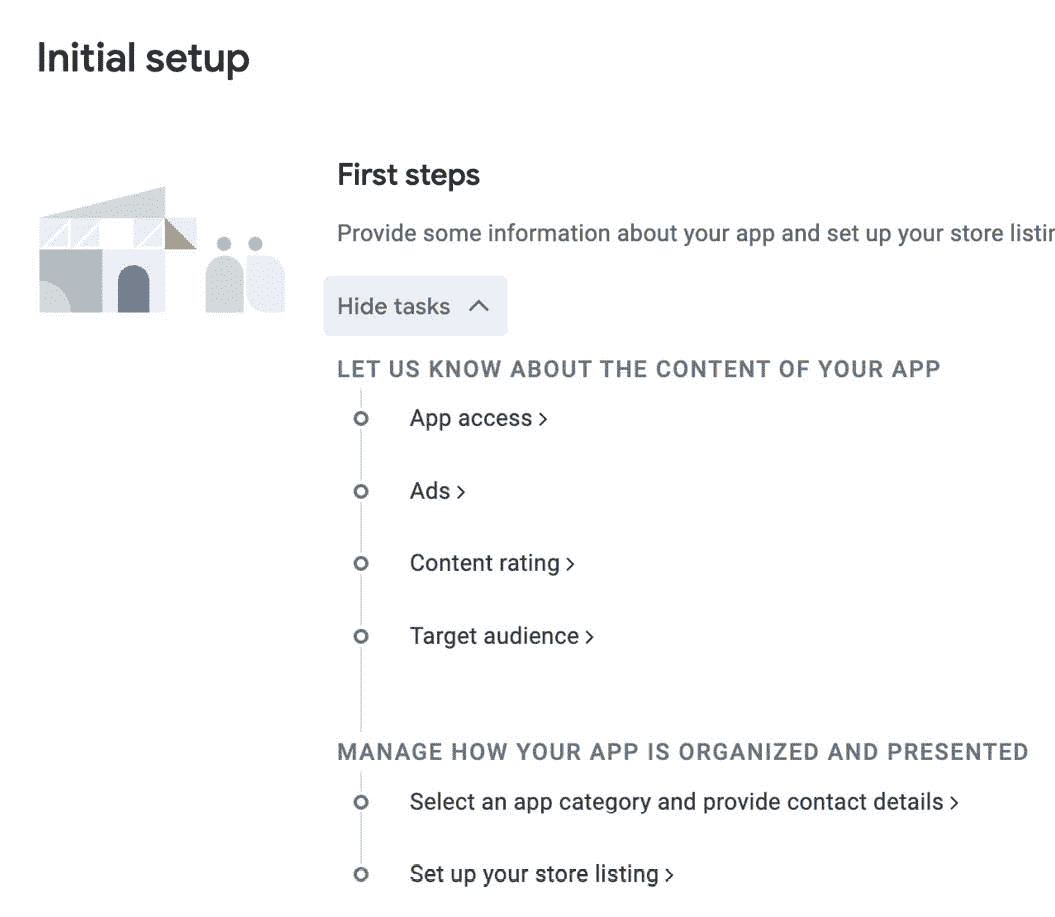 Initial setup
First steps
Provide some information about your app and set up your store
Hide tasks
LET US KNOW ABOUT THE CONTENT OF YOUR APP
App access >
Ads >
Content rating >
Target audience >
MANAGE HOW YOUR APP IS ORGANIZED AND PRESENTED
Select an app category and provide contact details >
Set up your store listing >